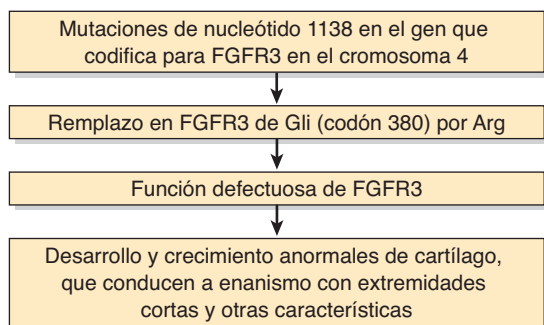 Mutaciones de nucleótido 1138 en el gen que
codifica para FGFR3 en el cromosoma 4
Remplazo en FGFR3 de Gli (codón 380) por Arg
Función defectuosa de FGFR3
Desarrollo y crecimiento anormales de cartílago,
que conducen a enanismo con extremidades
cortas y otras características